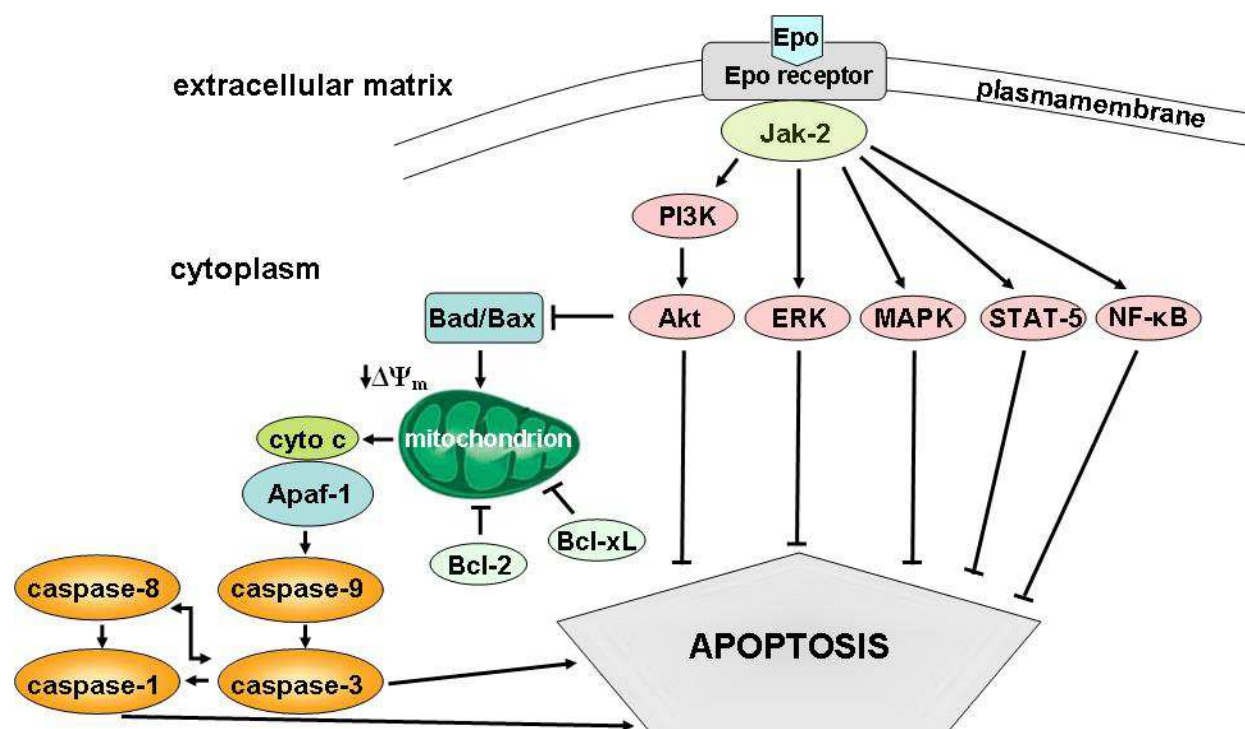 Epo
Epo receptor
extracellular matrix
plasmamembrane
Jak-2
PI3K
cytoplasm
Bad/Bax
Akt
ERK
MAPK
STAT-5
NF-κB
↓ΔΨm
cyto c
mitochondrion
Apaf-1
Bcl-xL
Bcl-2
caspase-8
caspase-9
APOPTOSIS
caspase-1
caspase-3